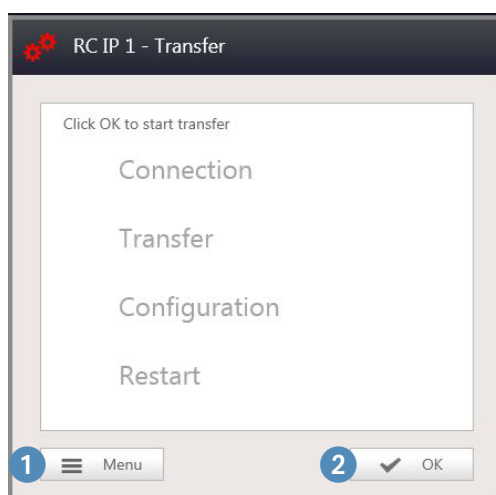 RC IP 1 - Transfer
Click OK to start transfer
Connection
Transfer
Configuration
Restart
1 Menu 2 OK